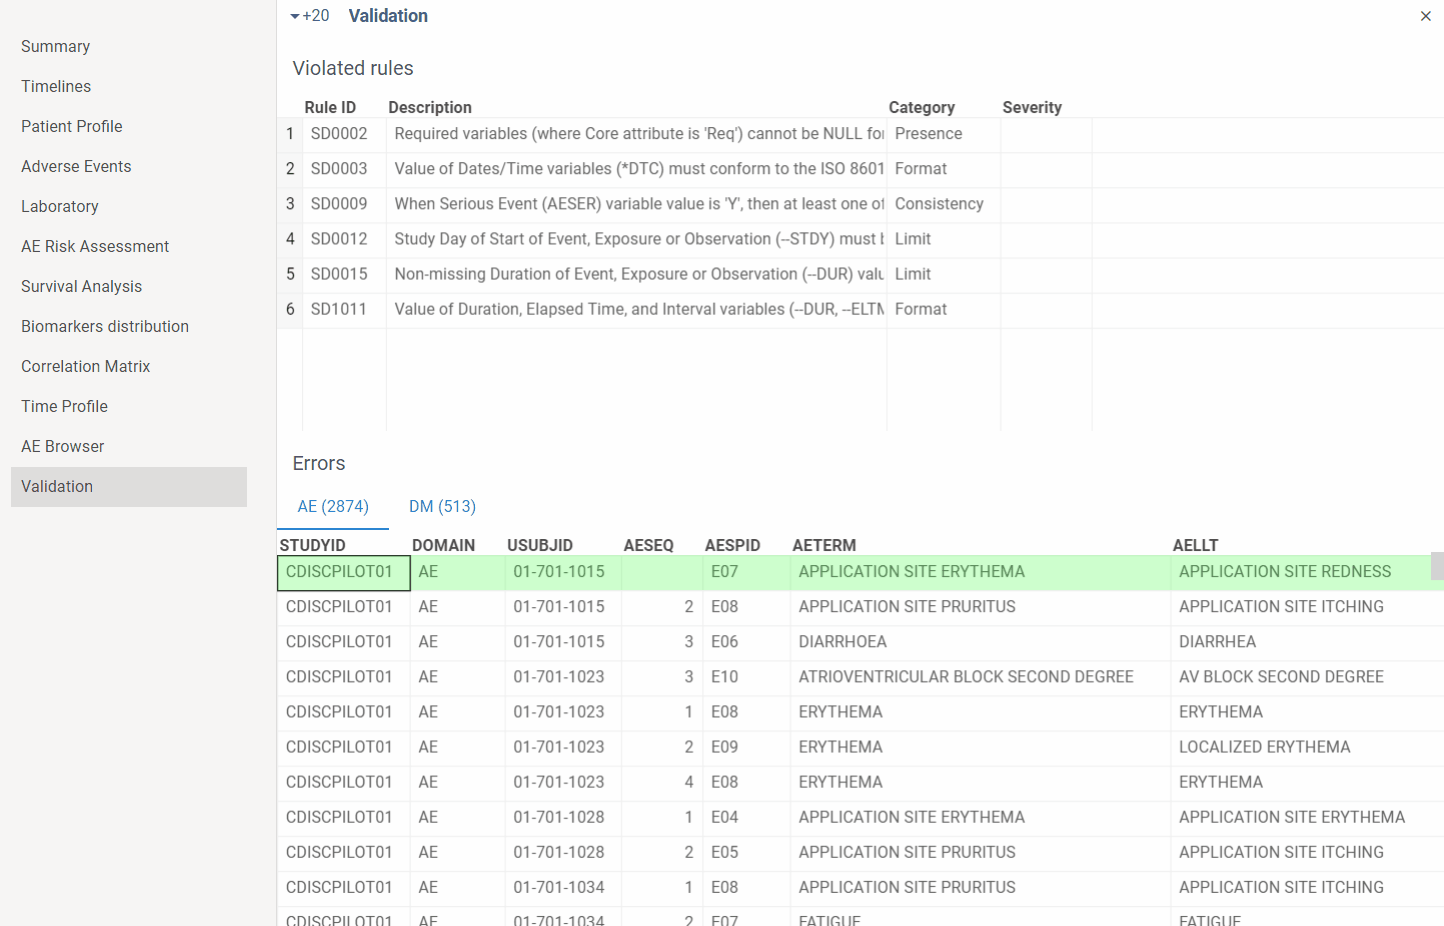 Summary
Timelines
Patient Profile
Adverse Events
Laboratory
AE Risk Assessment
Survival Analysis
Biomarkers distribution
Correlation Matrix
Time Profile
AE Browser
Validation
+20 Validation
Violated rules
Rule ID Description Category Severity
1 SD0002 Required variables (where Core attribute is 'Req') cannot be NULL for Presence
2 SD0003 Value of Dates/Time variables (*DTC) must conform to the ISO 8601 Format
3 SD0009 When Serious Event (AESER) variable value is 'Y', then at least one of Consistency
4 SD0012 Study Day of Start of Event, Exposure or Observation (--STDY) must Limit
5 SD0015 Non-missing Duration of Event, Exposure or Observation (--DUR) valu Limit
6 SD1011 Value of Duration, Elapsed Time, and Interval variables (--DUR, --ELTM Format
Errors
AE (2874) DM (513)
STUDYID DOMAIN USUBJID AESEQ AESPID AETERM AELLT
CDISCPILOT01 AE 01-701-1015 E07 APPLICATION SITE ERYTHEMA APPLICATION SITE REDNESS
CDISCPILOT01 AE 01-701-1015 2 E08 APPLICATION SITE PRURITUS APPLICATION SITE ITCHING
CDISCPILOT01 AE 01-701-1015 3 E06 DIARRHOEA DIARRHEA
CDISCPILOT01 AE 01-701-1023 3 E10 ATRIOVENTRICULAR BLOCK SECOND DEGREE AV BLOCK SECOND DEGREE
CDISCPILOT01 AE 01-701-1023 1 E08 ERYTHEMA ERYTHEMA
CDISCPILOT01 AE 01-701-1023 2 E09 ERYTHEMA LOCALIZED ERYTHEMA
CDISCPILOT01 AE 01-701-1023 4 E08 ERYTHEMA ERYTHEMA
CDISCPILOT01 AE 01-701-1028 1 E04 APPLICATION SITE ERYTHEMA APPLICATION SITE ERYTHEMA
CDISCPILOT01 AE 01-701-1028 2 E05 APPLICATION SITE PRURITUS APPLICATION SITE ITCHING
CDISCPILOT01 AE 01-701-1034 1 E08 APPLICATION SITE PRURITUS APPLICATION SITE ITCHING
CDISCPILOT01 AE 01-701-1034 2 E07 FATIGUE FATIGUE